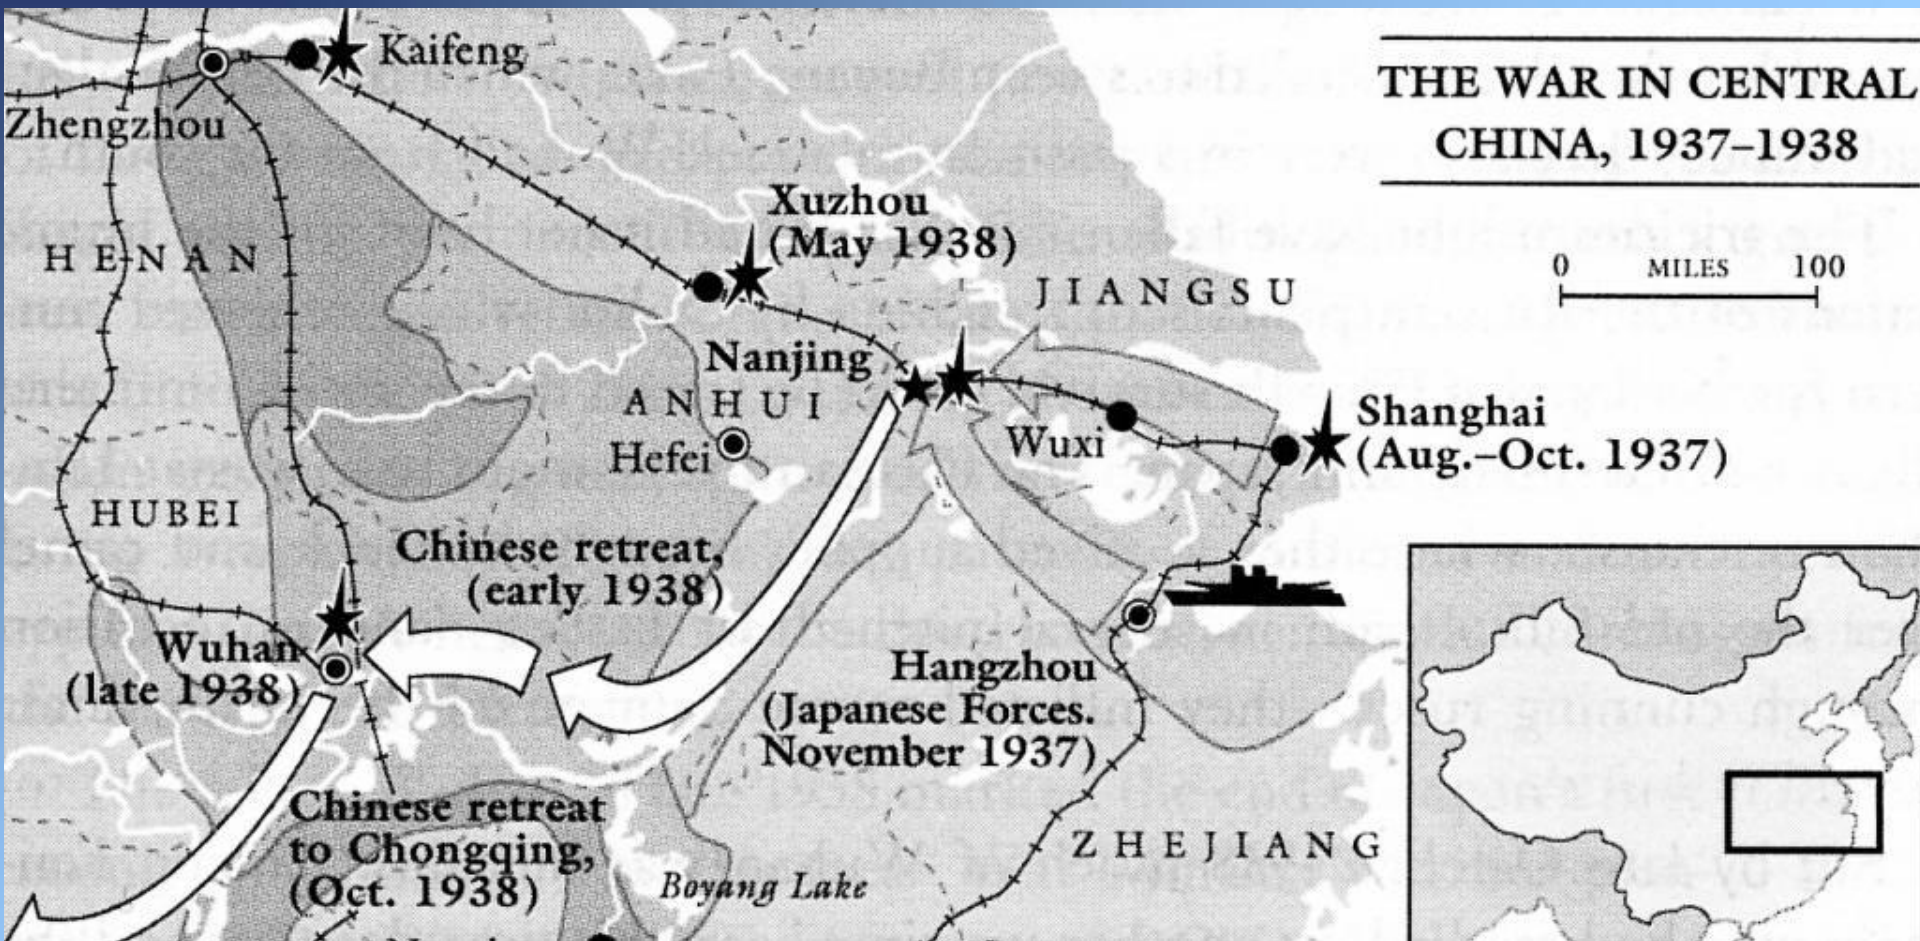 THE WAR IN CENTRAL
CHINA, 1937–1938
0 MILES 100
Kaifeng
Zhengzhou
HENAN
Xuzhou
(May 1938)
JIANGSU
Nanjing
ANHUI
Hefei
Wuxi
Shanghai
(Aug.–Oct. 1937)
HUBEI
Chinese retreat,
(early 1938)
Wuhan
(late 1938)
Hangzhou
(Japanese Forces.
November 1937)
Chinese retreat
to Chongqing,
(Oct. 1938)
Boyang Lake
ZHEJIANG